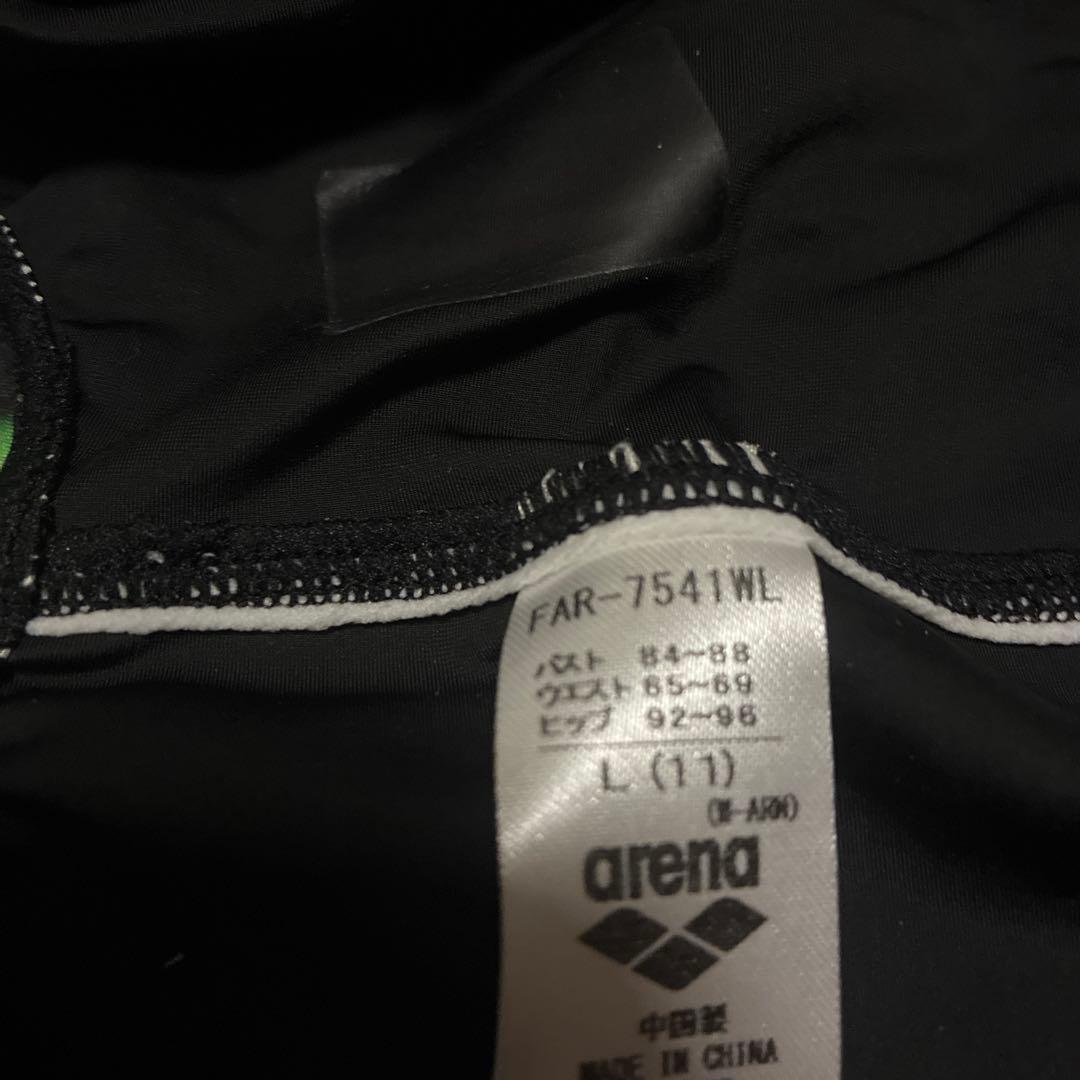 FAR-7541WL
バスト 84~88
ウエスト 65~69
ヒップ 92~96
L (11)
(W-ARN)
arena
中国製
MADE IN CHINA